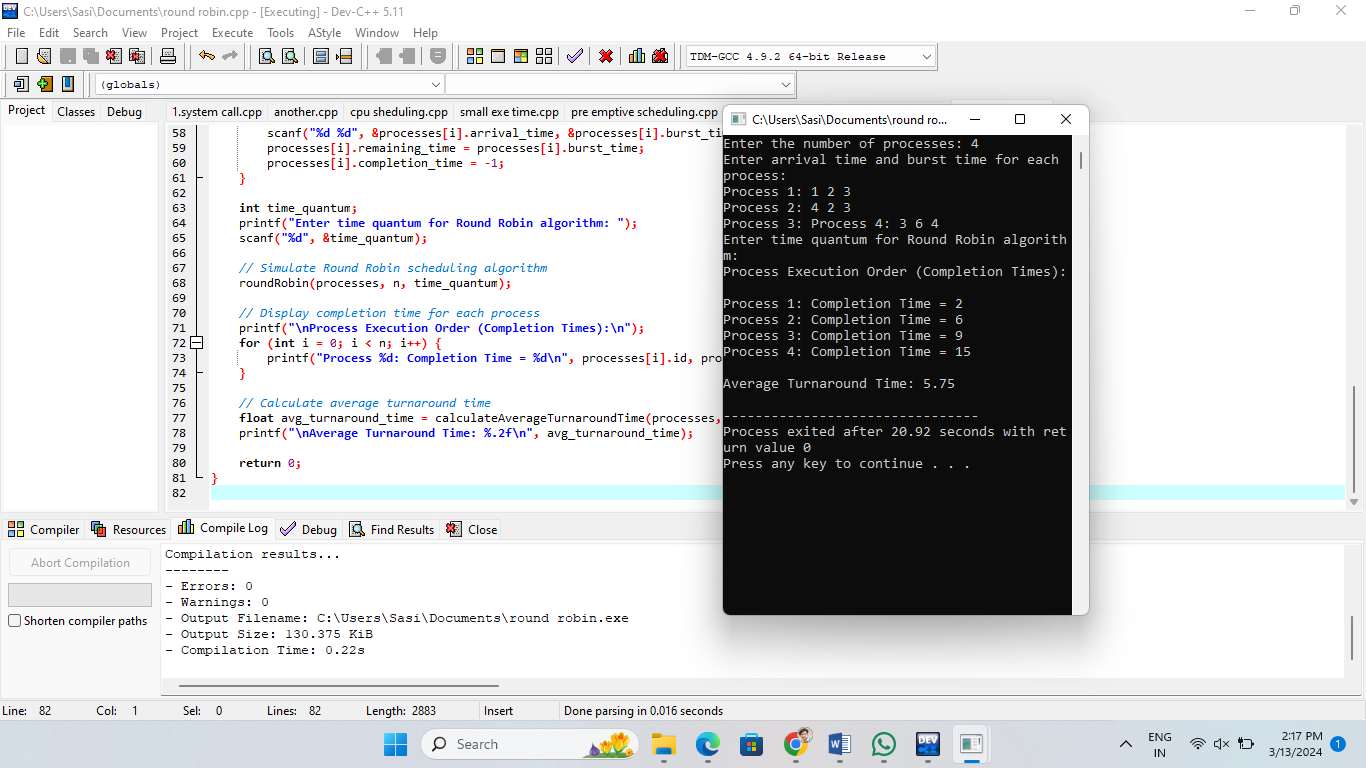 C:\Users\Sasi\Documents\round robin.cpp - [Executing] - Dev-C++ 5.11
File Edit Search View Project Execute Tools AStyle Window Help
TDM-GCC 4.9.2 64-bit Release
(globals)
Project Classes Debug
1.system call.cpp another.cpp cpu sheduling.cpp small exe time.cpp pre emptive scheduling.cpp
58 scanf("%d %d", &processes[i].arrival_time, &processes[i].burst_ti
59 processes[i].remaining_time = processes[i].burst_time;
60 processes[i].completion_time = -1;
61 }
62
63 int time_quantum;
64 printf("Enter time quantum for Round Robin algorithm: ");
65 scanf("%d", &time_quantum);
66
67 // Simulate Round Robin scheduling algorithm
68 roundRobin(processes, n, time_quantum);
69
70 // Display completion time for each process
71 printf("\nProcess Execution Order (Completion Times):\n");
72 for (int i = 0; i < n; i++) {
73 printf("Process %d: Completion Time = %d\n", processes[i].id, pro
74 }
75
76 // Calculate average turnaround time
77 float avg_turnaround_time = calculateAverageTurnaroundTime(processes,
78 printf("\nAverage Turnaround Time: %.2f\n", avg_turnaround_time);
79
80 return 0;
81 }
82
C:\Users\Sasi\Documents\round ro...
Enter the number of processes: 4
Enter arrival time and burst time for each
process:
Process 1: 1 2 3
Process 2: 4 2 3
Process 3: Process 4: 3 6 4
Enter time quantum for Round Robin algorith
m:
Process Execution Order (Completion Times):
Process 1: Completion Time = 2
Process 2: Completion Time = 6
Process 3: Completion Time = 9
Process 4: Completion Time = 15
Average Turnaround Time: 5.75
--------------------------------
Process exited after 20.92 seconds with ret
urn value 0
Press any key to continue . . .
Compiler Resources Compile Log Debug Find Results Close
Abort Compilation
Shorten compiler paths
Compilation results...
--------
- Errors: 0
- Warnings: 0
- Output Filename: C:\Users\Sasi\Documents\round robin.exe
- Output Size: 130.375 KiB
- Compilation Time: 0.22s
Line: 82 Col: 1 Sel: 0 Lines: 82 Length: 2883 Insert Done parsing in 0.016 seconds
Search
DEV
ENG
IN
2:17 PM
3/13/2024
1